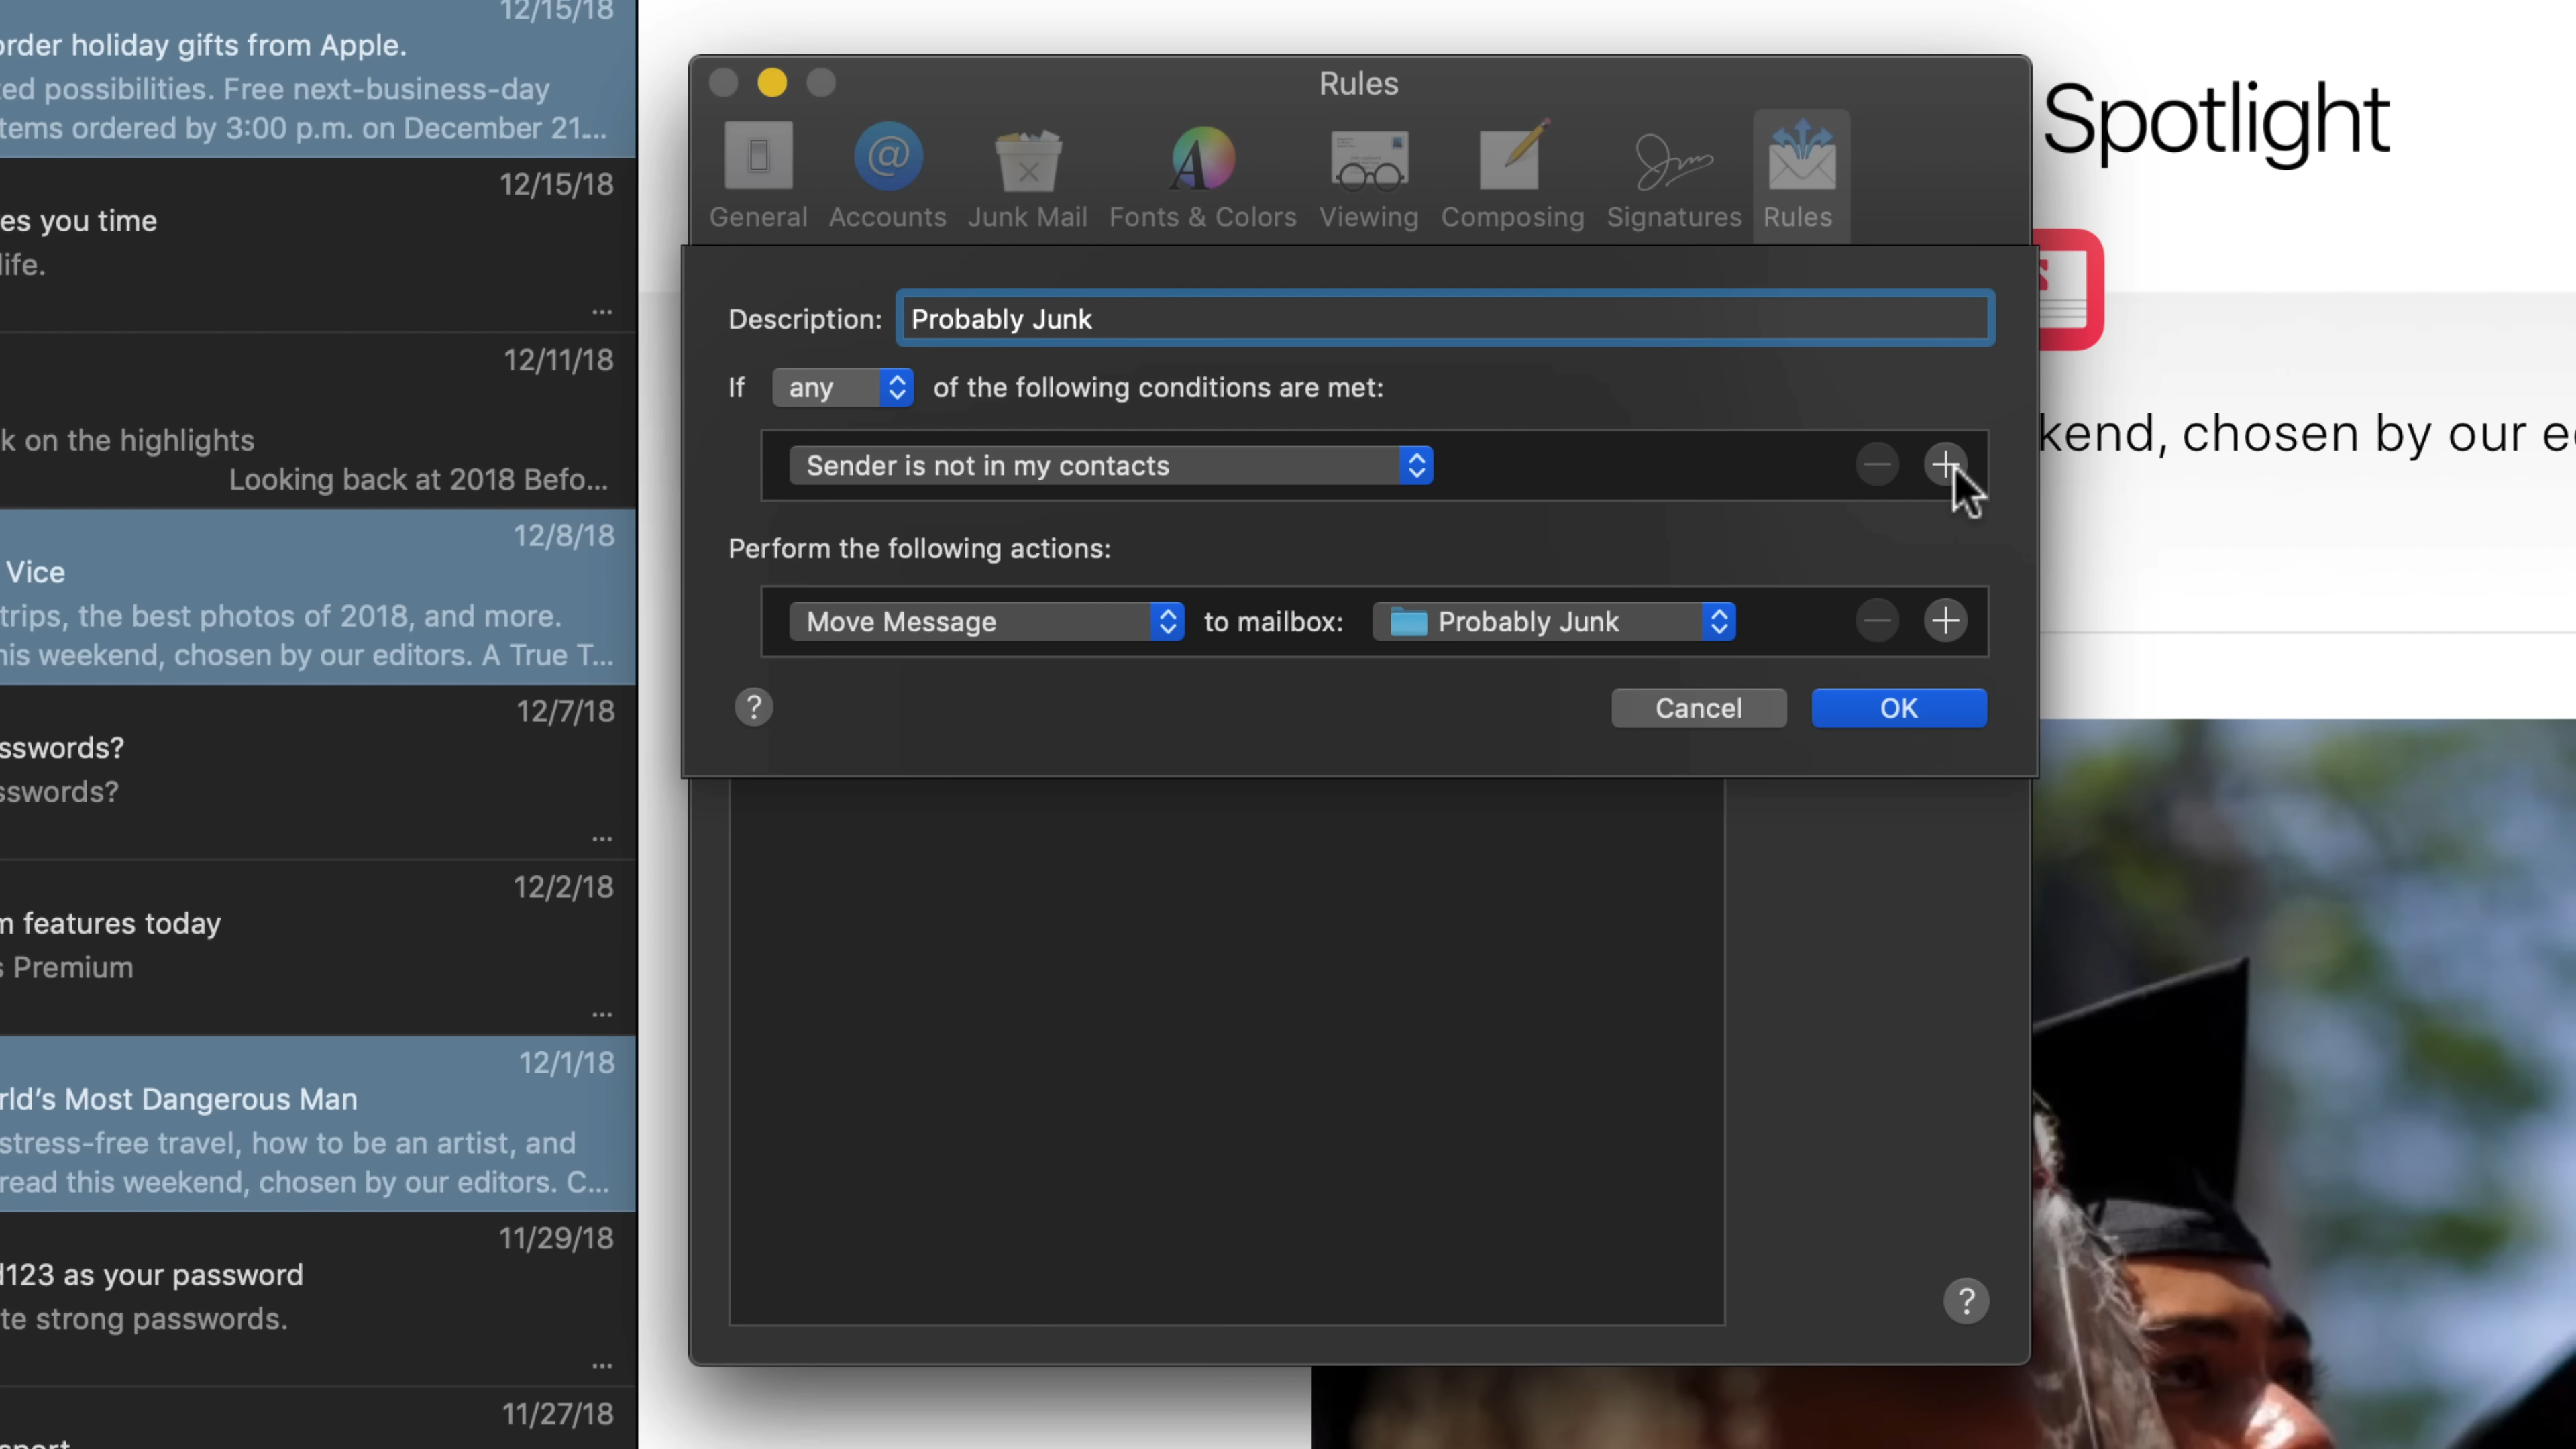 12/15/18
order holiday gifts from Apple.
ted possibilities. Free next-business-day
tems ordered by 3:00 p.m. on December 21...
12/15/18
es you time
life.
...
12/11/18
k on the highlights
Looking back at 2018 Befo...
12/8/18
Vice
trips, the best photos of 2018, and more.
his weekend, chosen by our editors. A True T...
12/7/18
sswords?
sswords?
...
12/2/18
m features today
s Premium
...
12/1/18
rld's Most Dangerous Man
stress-free travel, how to be an artist, and
read this weekend, chosen by our editors. C...
11/29/18
123 as your password
te strong passwords.
...
11/27/18
Rules
General Accounts Junk Mail Fonts & Colors Viewing Composing Signatures Rules
Description: Probably Junk
If any of the following conditions are met:
Sender is not in my contacts
Perform the following actions:
Move Message to mailbox: Probably Junk
? Cancel OK
?
Spotlight
kend, chosen by our e